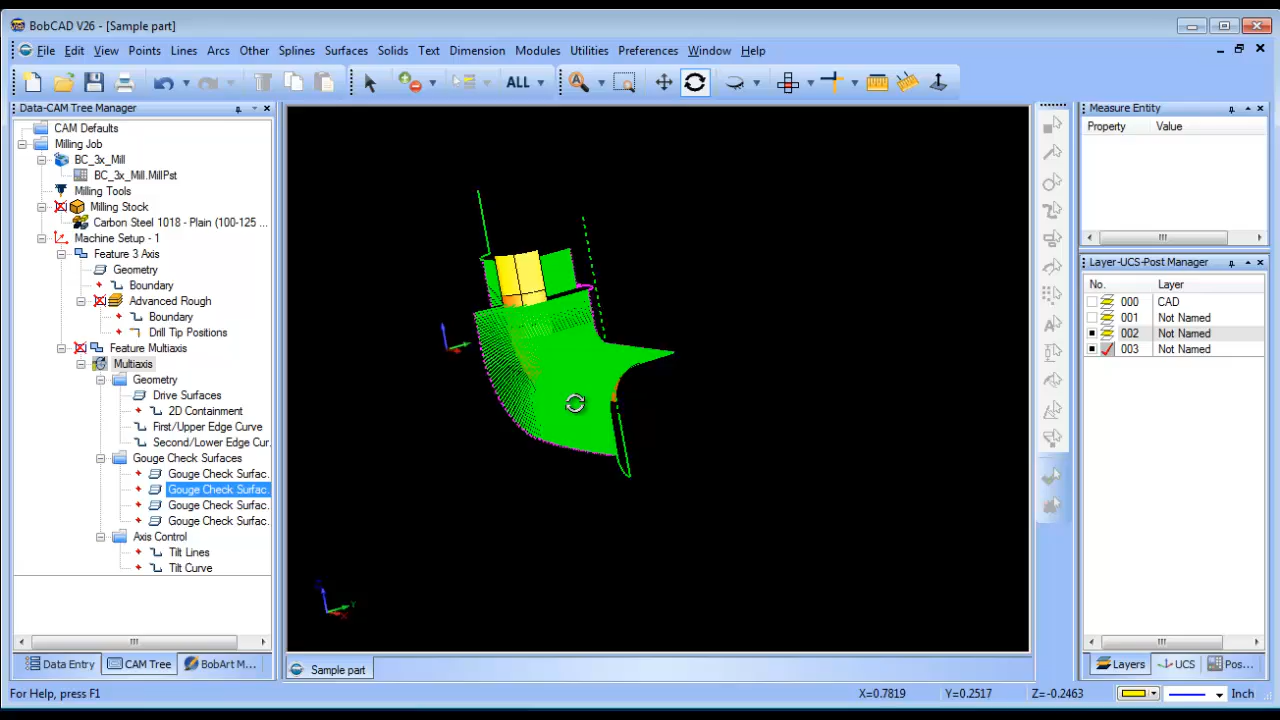 BobCAD V26 - [Sample part]
File Edit View Points Lines Arcs Other Splines Surfaces Solids Text Dimension Modules Utilities Preferences Window Help
ALL
Data-CAM Tree Manager
CAM Defaults
Milling Job
BC_3x_Mill
BC_3x_Mill.MillPst
Milling Tools
Milling Stock
Carbon Steel 1018 - Plain (100-125 ...
Machine Setup - 1
Feature 3 Axis
Geometry
Boundary
Advanced Rough
Boundary
Drill Tip Positions
Feature Multiaxis
Multiaxis
Geometry
Drive Surfaces
2D Containment
First/Upper Edge Curve
Second/Lower Edge Cur...
Gouge Check Surfaces
Gouge Check Surfac...
Gouge Check Surfac...
Gouge Check Surfac...
Gouge Check Surfac...
Axis Control
Tilt Lines
Tilt Curve
Data Entry CAM Tree BobArt M...
Y
X
Sample part
Measure Entity
Property Value
Layer-UCS-Post Manager
No. Layer
000 CAD
001 Not Named
002 Not Named
003 Not Named
Layers UCS Pos...
For Help, press F1
X=0.7819 Y=0.2517 Z=-0.2463 Inch